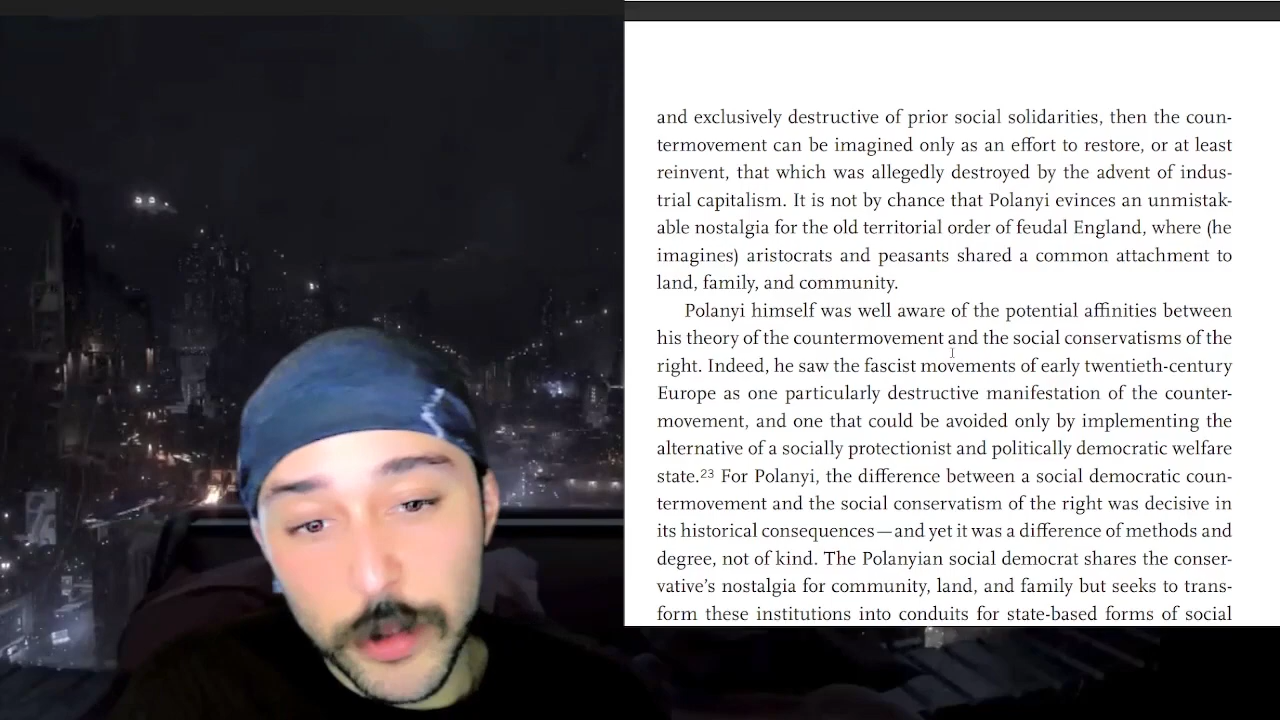 and exclusively destructive of prior social solidarities, then the coun-
termovement can be imagined only as an effort to restore, or at least
reinvent, that which was allegedly destroyed by the advent of indus-
trial capitalism. It is not by chance that Polanyi evinces an unmistak-
able nostalgia for the old territorial order of feudal England, where (he
imagines) aristocrats and peasants shared a common attachment to
land, family, and community.
Polanyi himself was well aware of the potential affinities between
his theory of the countermovement and the social conservatisms of the
right. Indeed, he saw the fascist movements of early twentieth-century
Europe as one particularly destructive manifestation of the counter-
movement, and one that could be avoided only by implementing the
alternative of a socially protectionist and politically democratic welfare
state.²³ For Polanyi, the difference between a social democratic coun-
termovement and the social conservatism of the right was decisive in
its historical consequences—and yet it was a difference of methods and
degree, not of kind. The Polanyian social democrat shares the conser-
vative’s nostalgia for community, land, and family but seeks to trans-
form these institutions into conduits for state-based forms of social